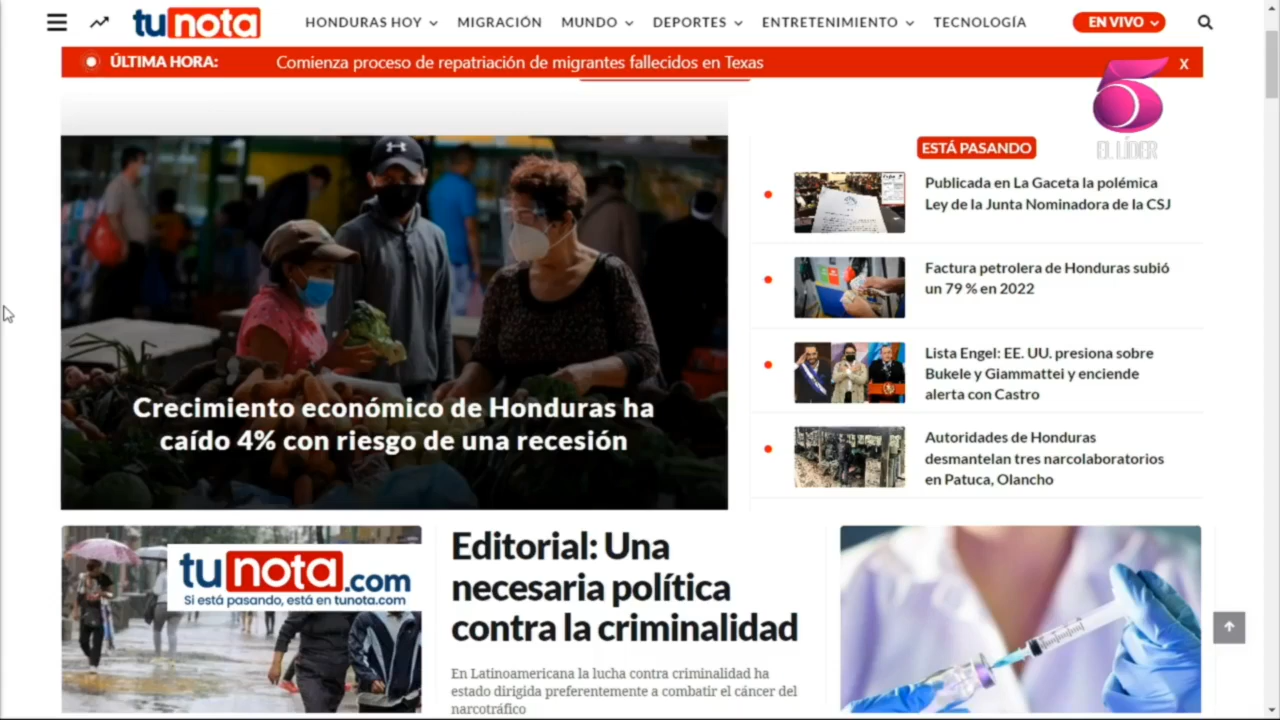 tunota
HONDURAS HOY
MIGRACIÓN
MUNDO
DEPORTES
ENTRETENIMIENTO
TECNOLOGÍA
EN VIVO
ÚLTIMA HORA:
Comienza proceso de repatriación de migrantes fallecidos en Texas
X
5
EL LÍDER
Crecimiento económico de Honduras ha
caído 4% con riesgo de una recesión
ESTÁ PASANDO
Publicada en La Gaceta la polémica
Ley de la Junta Nominadora de la CSJ
Factura petrolera de Honduras subió
un 79 % en 2022
Lista Engel: EE. UU. presiona sobre
Bukele y Giammattei y enciende
alerta con Castro
Autoridades de Honduras
desmantelan tres narcolaboratorios
en Patuca, Olancho
tunota.com
Si está pasando, está en tunota.com
Editorial: Una
necesaria política
contra la criminalidad
En Latinoamericana la lucha contra criminalidad ha
estado dirigida preferentemente a combatir el cáncer del
narcotráfico